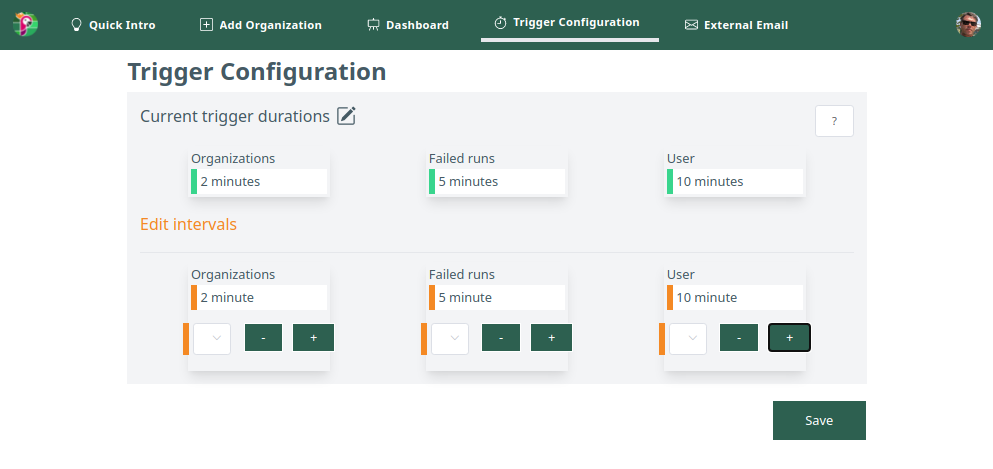 Quick Intro
Add Organization
Dashboard
Trigger Configuration
External Email
Trigger Configuration
Current trigger durations
?
Organizations
Failed runs
User
2 minutes
5 minutes
10 minutes
Edit intervals
Organizations
Failed runs
User
2 minute
5 minute
10 minute
- +
- +
- +
Save